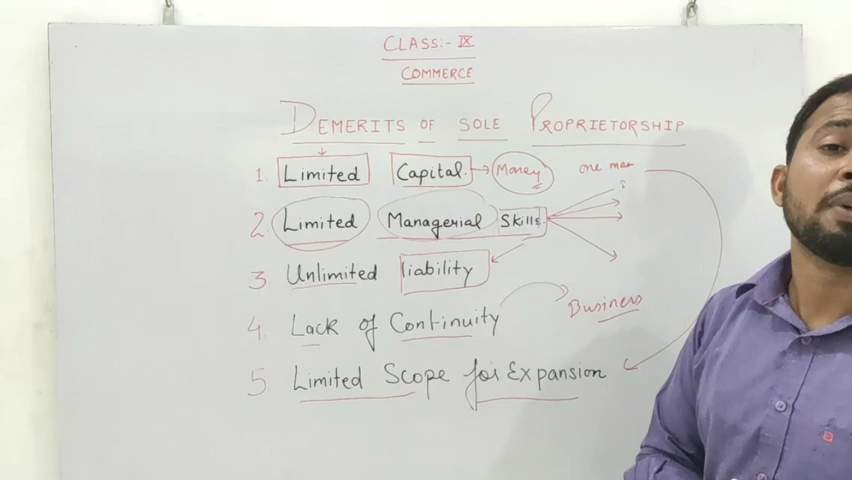 CLASS:- IX
COMMERCE
DEMERITS OF SOLE PROPRIETORSHIP
1. Limited Capital. Money one man
2. Limited Managerial Skills.
3 Unlimited liability
4. Lack of Continuity Business
5. Limited Scope for Expansion